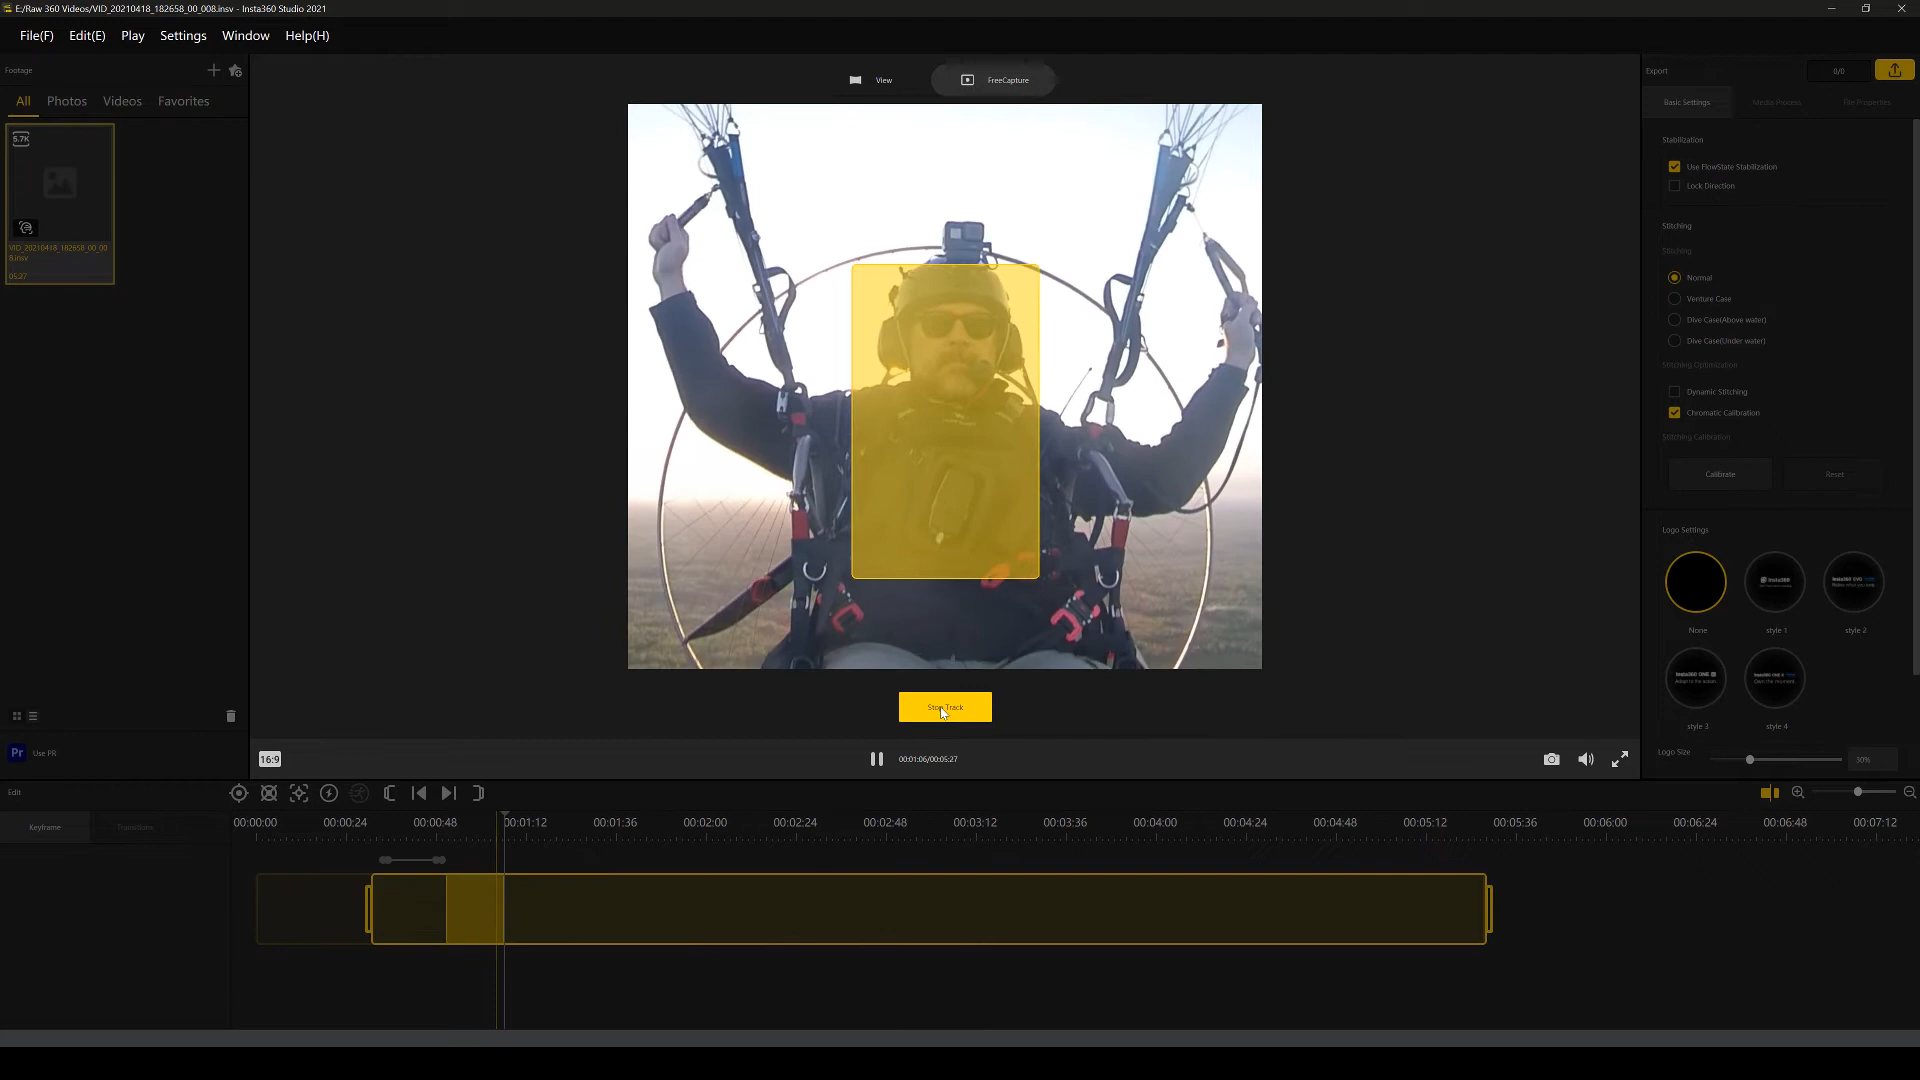 E:/Raw 360 Videos/VID_20210418_182658_00_008.insv - Insta360 Studio 2021
File(F) Edit(E) Play Settings Window Help(H)
Footage
All Photos Videos Favorites
5.7K
VID_20210418_182658_00_00
8.insv
05:27
Use PR
Pr
View FreeCapture
Stop Track
16:9
00:01:06/00:05:27
Export 0/0
Basic Settings Media Process File Properties
Stabilization
Use FlowState Stabilization
Lock Direction
Stitching
Stitching
Normal
Venture Case
Dive Case(Above water)
Dive Case(Under water)
Stitching Optimization
Dynamic Stitching
Chromatic Calibration
Stitching Calibration
Calibrate Reset
Logo Settings
Insta360
None style 1 style 2
style 3 style 4
Logo Size 30%
Edit
Keyframe Transitions
00:00:00 00:00:24 00:00:48 00:01:12 00:01:36 00:02:00 00:02:24 00:02:48 00:03:12 00:03:36 00:04:00 00:04:24 00:04:48 00:05:12 00:05:36 00:06:00 00:06:24 00:06:48 00:07:12